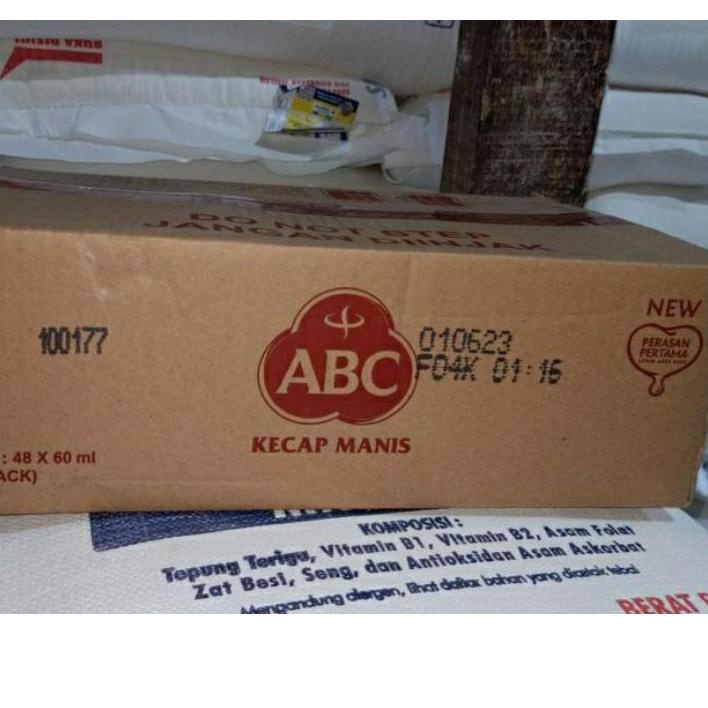 BUKA DISINI
DO NOT STEP
JANGAN DIINJAK
NEW
PERASAN
PERTAMA
100177
ABC
KECAP MANIS
010623
F04K 01:16
: 48 X 60 ml
ACK)
KOMPOSISI :
Tepung Terigu, Vitamin B1, Vitamin B2, Asam Folat
Zat Besi, Seng, dan Antioksidan Asam Askorbat
Mengandung alergen, lihat daftar bahan yang dicetak tebal
BERAT